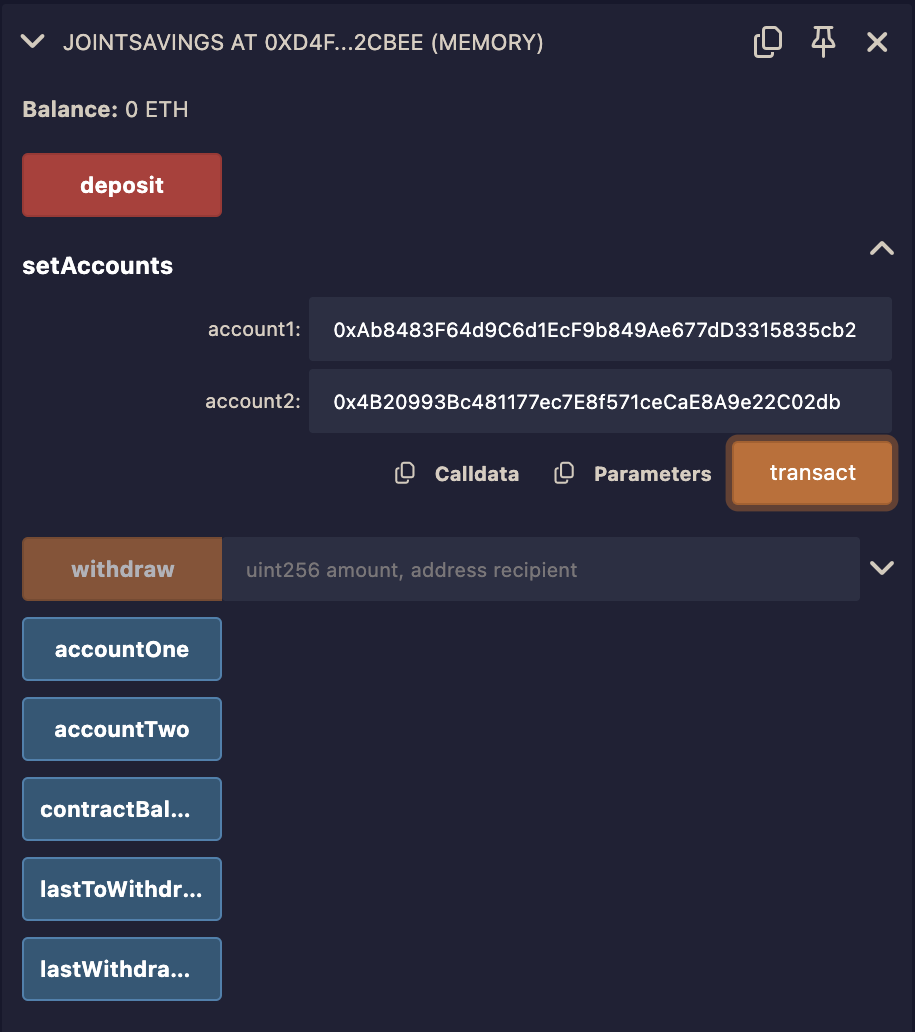 JOINTSAVINGS AT 0XD4F...2CBEE (MEMORY)
Balance: 0 ETH
deposit
setAccounts
account1: 0xAb8483F64d9C6d1EcF9b849Ae677dD3315835cb2
account2: 0x4B20993Bc481177ec7E8f571ceCaE8A9e22C02db
Calldata Parameters transact
withdraw uint256 amount, address recipient
accountOne
accountTwo
contractBal...
lastToWithdr...
lastWithdra...